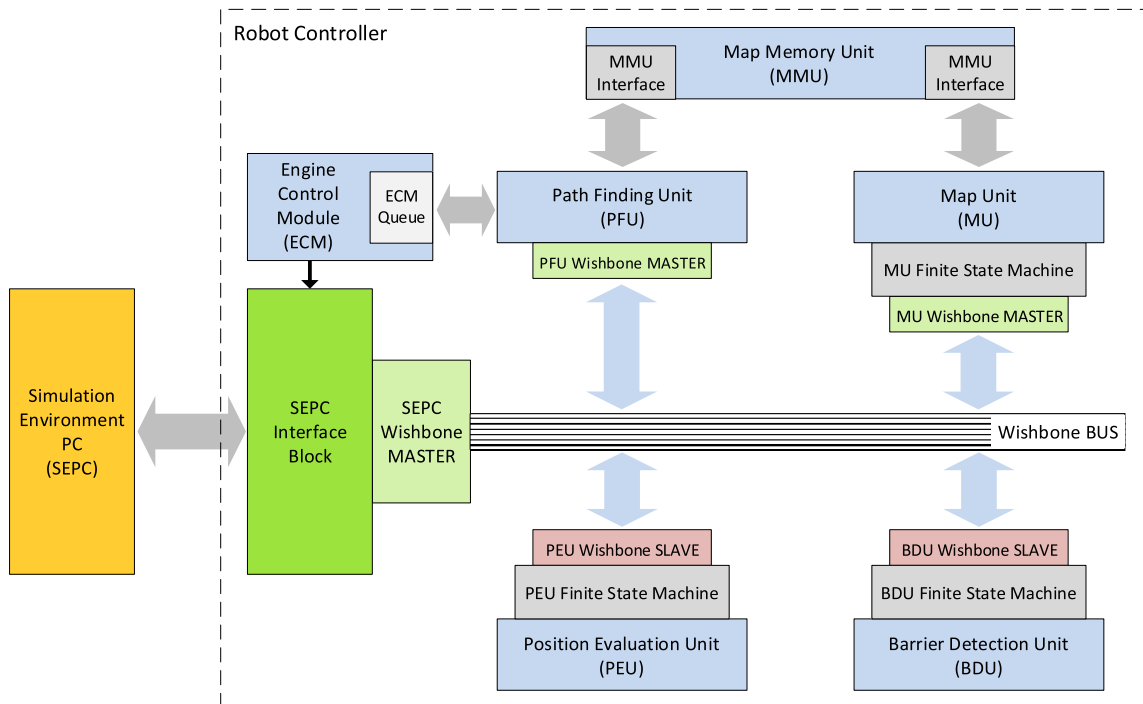 Robot Controller
Map Memory Unit
(MMU)
MMU
Interface
MMU
Interface
Engine
Control
Module
(ECM)
ECM
Queue
Path Finding Unit
(PFU)
PFU Wishbone MASTER
Map Unit
(MU)
MU Finite State Machine
MU Wishbone MASTER
Simulation
Environment
PC
(SEPC)
SEPC
Interface
Block
SEPC
Wishbone
MASTER
Wishbone BUS
PEU Wishbone SLAVE
PEU Finite State Machine
Position Evaluation Unit
(PEU)
BDU Wishbone SLAVE
BDU Finite State Machine
Barrier Detection Unit
(BDU)